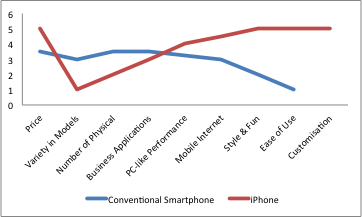 6
5
4
3
2
1
0
Price
Variety in Models
Number of Physical
Business Applications
PC-like Performance
Mobile Internet
Style & Fun
Ease of Use
Customisation
Conventional Smartphone
iPhone